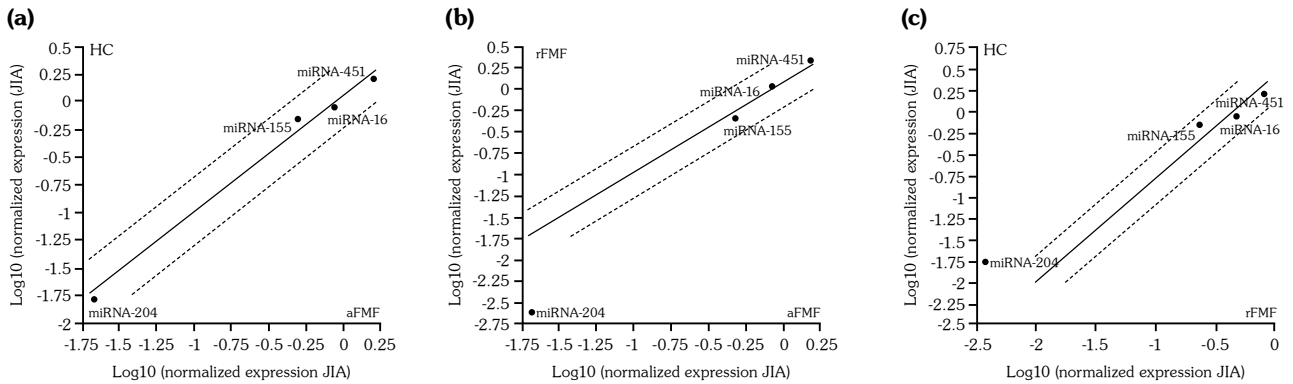 (a)
HC
0.5
0.25
0
-0.25
-0.5
-0.75
-1
-1.25
-1.5
-1.75
-2
Log10 (normalized expression (JIA)
miRNA-451
miRNA-155
miRNA-16
miRNA-204
aFMF
-1.75 -1.5 -1.25 -1 -0.75 -0.5 -0.25 0 0.25
Log10 (normalized expression JIA)
(b)
rFMF
0.5
0.25
0
-0.25
-0.5
-0.75
-1
-1.25
-1.5
-1.75
-2
-2.25
-2.5
-2.75
Log10 (normalized expression (JIA)
miRNA-451
miRNA-16
miRNA-155
miRNA-204
aFMF
-1.75 -1.5 -1.25 -1 -0.75 -0.5 -0.25 0 0.25
Log10 (normalized expression JIA)
(c)
HC
0.75
0.5
0.25
0
-0.25
-0.5
-0.75
-1
-1.25
-1.5
-1.75
-2
-2.25
-2.5
Log10 (normalized expression (JIA)
miRNA-451
miRNA-155
miRNA-16
miRNA-204
rFMF
-2.5 -2 -1 -0.5 0
Log10 (normalized expression JIA)